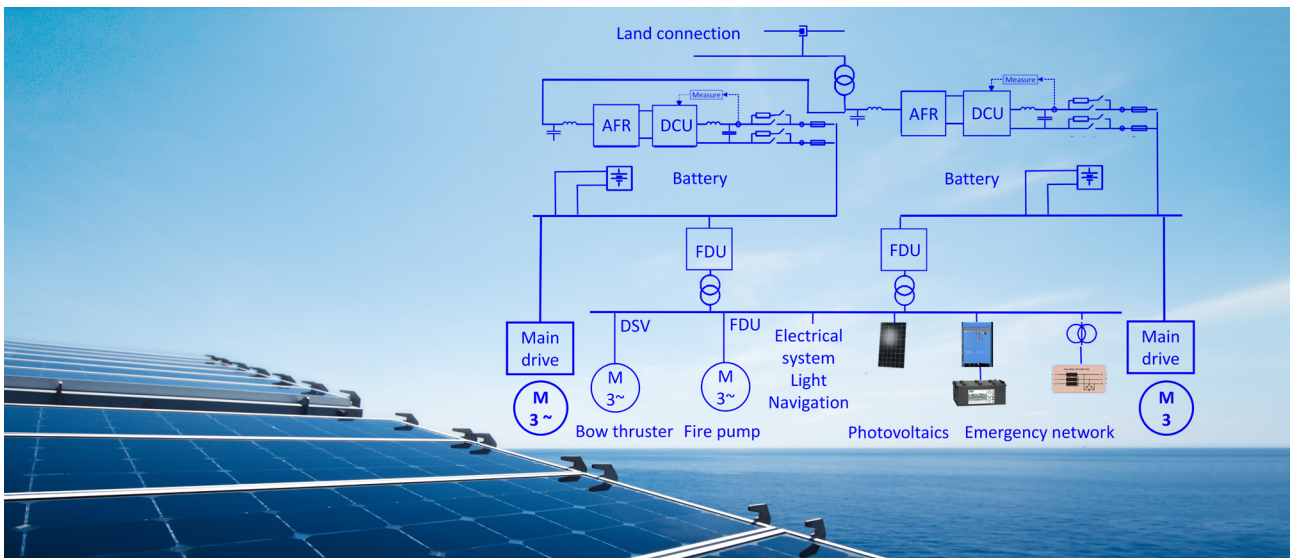 Land connection
Measure
Measure
AFR
DCU
AFR
DCU
Battery
Battery
FDU
FDU
Main
drive
DSV
FDU
Electrical
system
Light
Navigation
Main
drive
M
3~
M
3~
M
3~
M
3
Bow thruster
Fire pump
Photovoltaics
Emergency network